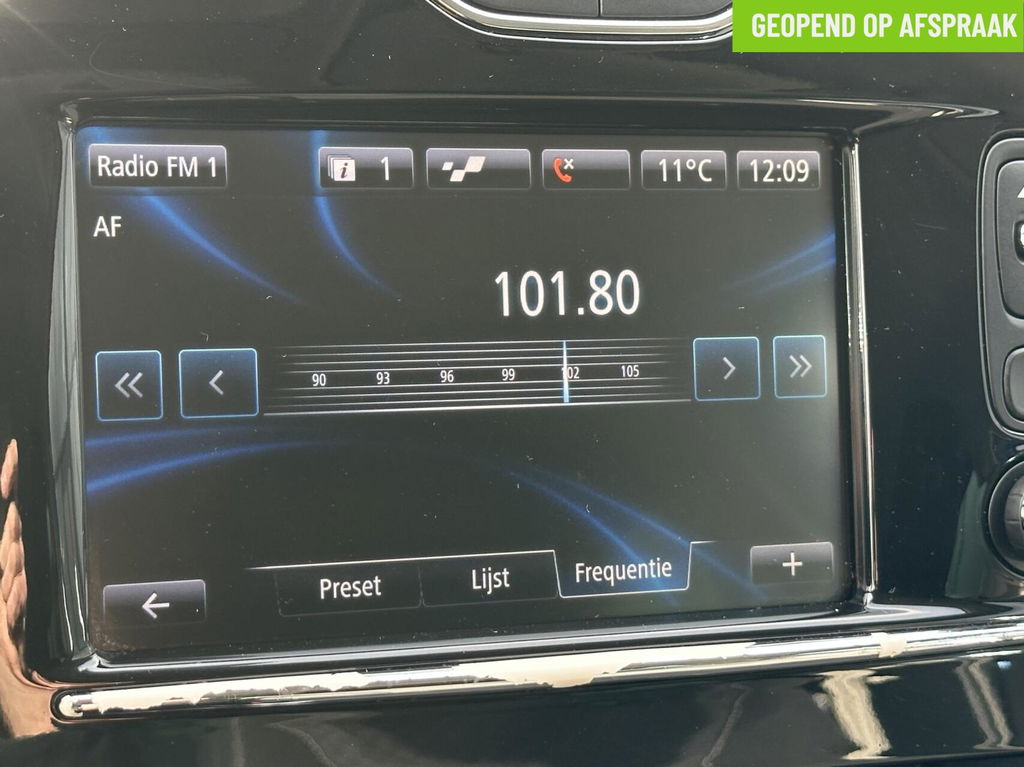 GEOPEND OP AFSPRAAK
Radio FM 1
i 1
11°C
12:09
AF
101.80
90 93 96 99 102 105
Preset
Lijst
Frequentie